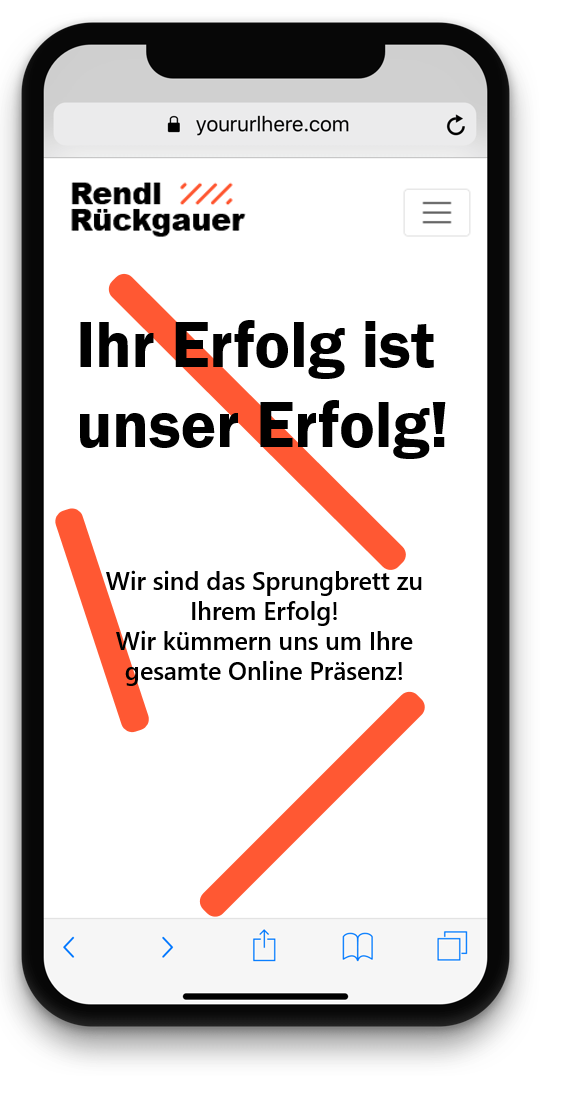 yoururlhere.com
Rendl
Rückgauer
Ihr Erfolg ist
unser Erfolg!
Wir sind das Sprungbrett zu
Ihrem Erfolg!
Wir kümmern uns um Ihre
gesamte Online Präsenz!